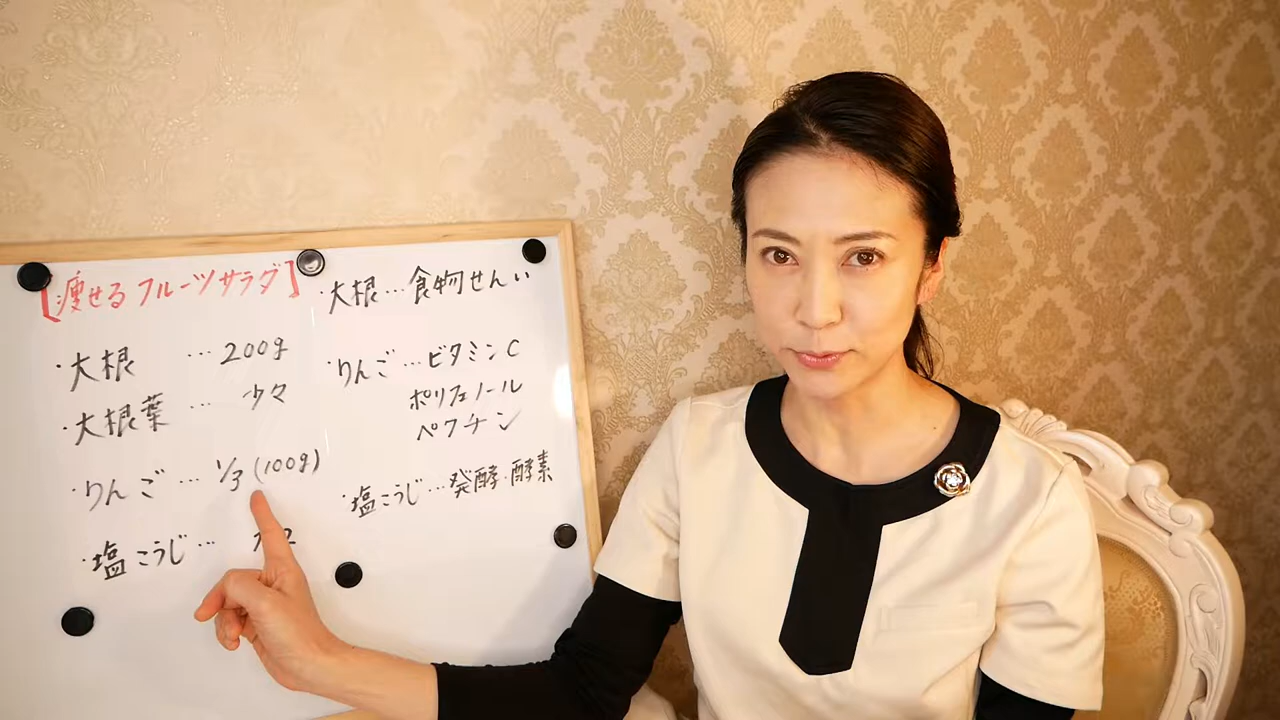 【痩せるフルーツサラダ】
・大根 … 200g
・大根葉 … 少々
・りんご … 1/3(100g)
・塩こうじ …
・大根…食物せんい
・りんご…ビタミンC
ポリフェノール
ペクチン
・塩こうじ…発酵・酵素